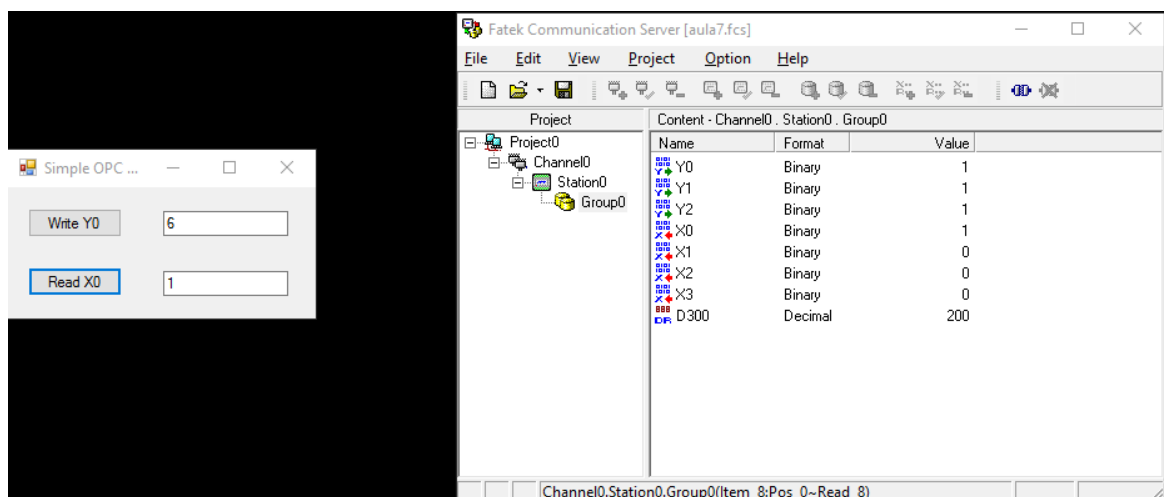 Simple OPC ...
Write Y0 6
Read X0 1
Fatek Communication Server [aula7.fcs]
File Edit View Project Option Help
Project
Project0
Channel0
Station0
Group0
Content - Channel0 . Station0 . Group0
Name Format Value
Y0 Binary 1
Y1 Binary 1
Y2 Binary 1
X0 Binary 1
X1 Binary 0
X2 Binary 0
X3 Binary 0
D300 Decimal 200
Channel0.Station0.Group0(Item_8:Pos_0~Read_8)